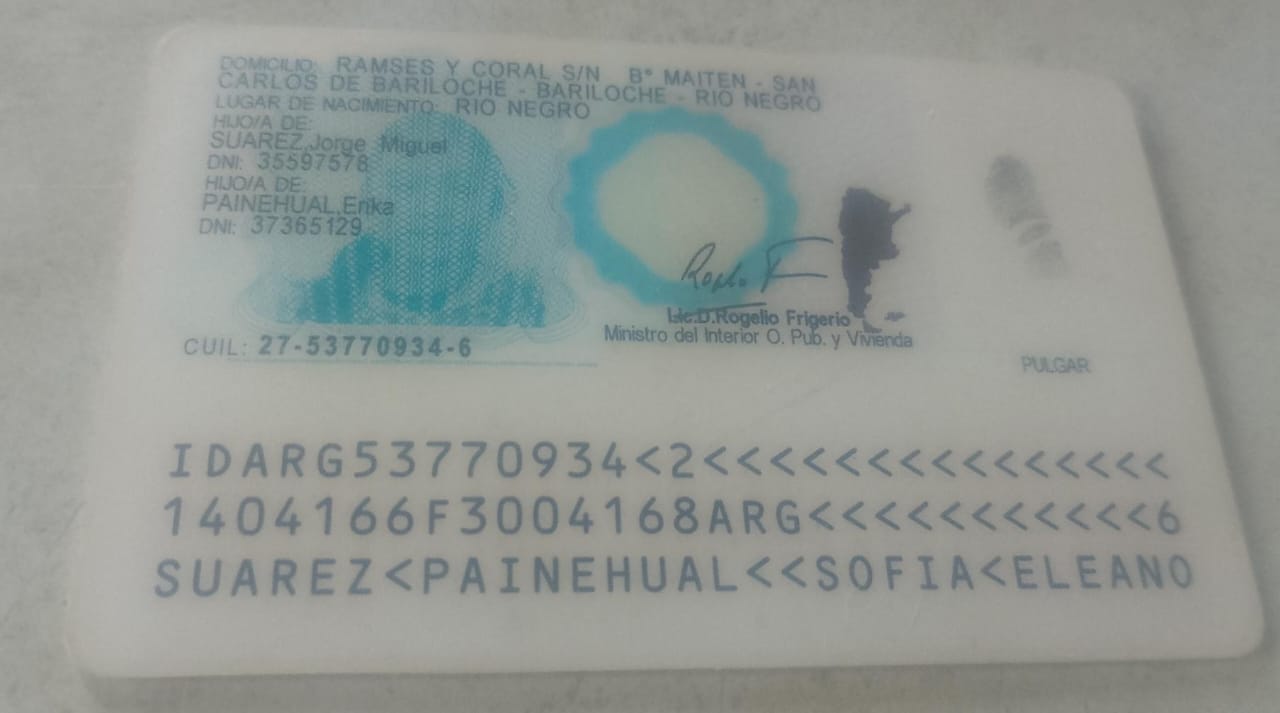 DOMICILIO: RAMSES Y CORAL S/N Bº MAITEN - SAN
CARLOS DE BARILOCHE - BARILOCHE - RIO NEGRO
LUGAR DE NACIMIENTO: RIO NEGRO
HIJO/A DE:
SUAREZ,Jorge Miguel
DNI: 35597578
HIJO/A DE:
PAINEHUAL,Erika
DNI: 37365129
Lic.D.Rogelio Frigerio
Ministro del Interior O. Pub. y Vivienda
CUIL: 27-53770934-6
PULGAR
IDARG53770934<2<<<<<<<<<<<<<<<
1404166F3004168ARG<<<<<<<<<<<6
SUAREZ<PAINEHUAL<<SOFIA<ELEANO